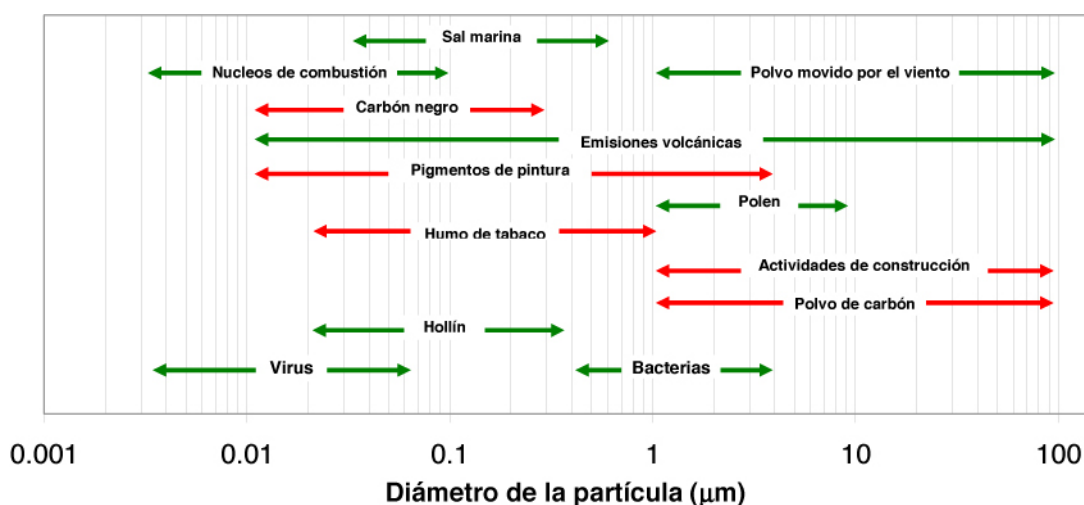 Sal marina
Nucleos de combustión
Polvo movido por el viento
Carbón negro
Emisiones volcánicas
Pigmentos de pintura
Polen
Humo de tabaco
Actividades de construcción
Polvo de carbón
Hollín
Virus
Bacterias
0.001 0.01 0.1 1 10 100
Diámetro de la partícula (μm)